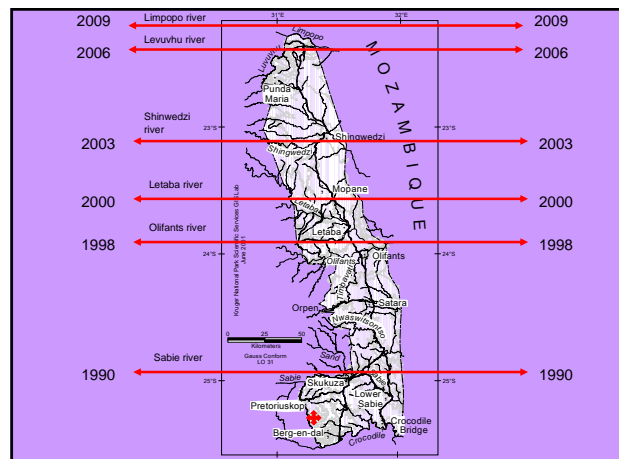 31°E
32°E
2009
Limpopo river
2009
Limpopo
Levuvhu river
2006
2006
Luvuvhu
MOZAMBIQUE
Punda
Maria
Shinwedzi
river
23°S
Shingwedzi
23°S
2003
2003
Shingwedzi
Letaba river
Mopane
2000
2000
Letaba
Olifants river
Letaba
1998
1998
24°S
Olifants
Olifants
24°S
Kruger National Park Scientific Services GIS Lab
June 2001
Timbavati
Orpen
Satara
Nwaswitsontso
0 25 50
Kilometers
Gauss Conform
LO 31
Sand
Sabie river
1990
1990
25°S
Sabie
Skukuza
Sabie
25°S
Pretoriuskop
Lower
Sabie
Crocodile
Bridge
Berg-en-dal
Crocodile